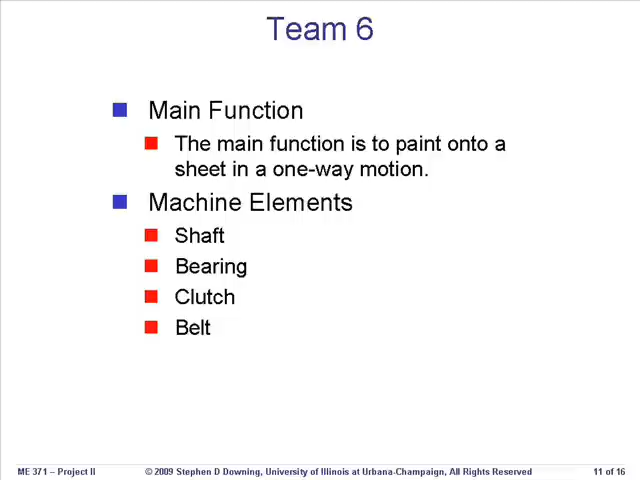 Team 6
Main Function
The main function is to paint onto a
sheet in a one-way motion.
Machine Elements
Shaft
Bearing
Clutch
Belt
ME 371 – Project II
© 2009 Stephen D Downing, University of Illinois at Urbana-Champaign, All Rights Reserved
11 of 16